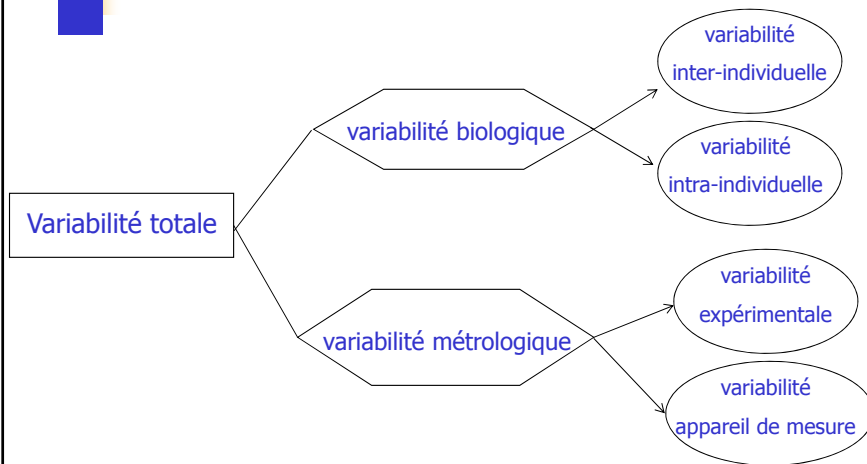 variabilité
inter-individuelle
variabilité biologique
variabilité
intra-individuelle
Variabilité totale
variabilité
expérimentale
variabilité métrologique
variabilité
appareil de mesure